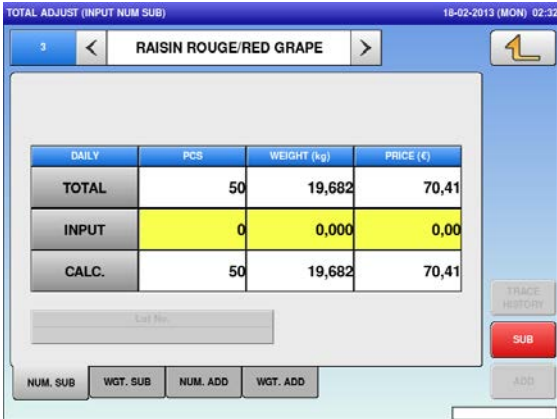 TOTAL ADJUST (INPUT NUM SUB) 18-02-2013 (MON) 02:32
3 < RAISIN ROUGE/RED GRAPE >
DAILY PCS WEIGHT (kg) PRICE (€)
TOTAL 50 19,682 70,41
INPUT 0 0,000 0,00
CALC. 50 19,682 70,41
TRACE
HISTORY
Lot No.
SUB
NUM. SUB WGT. SUB NUM. ADD WGT. ADD ADD